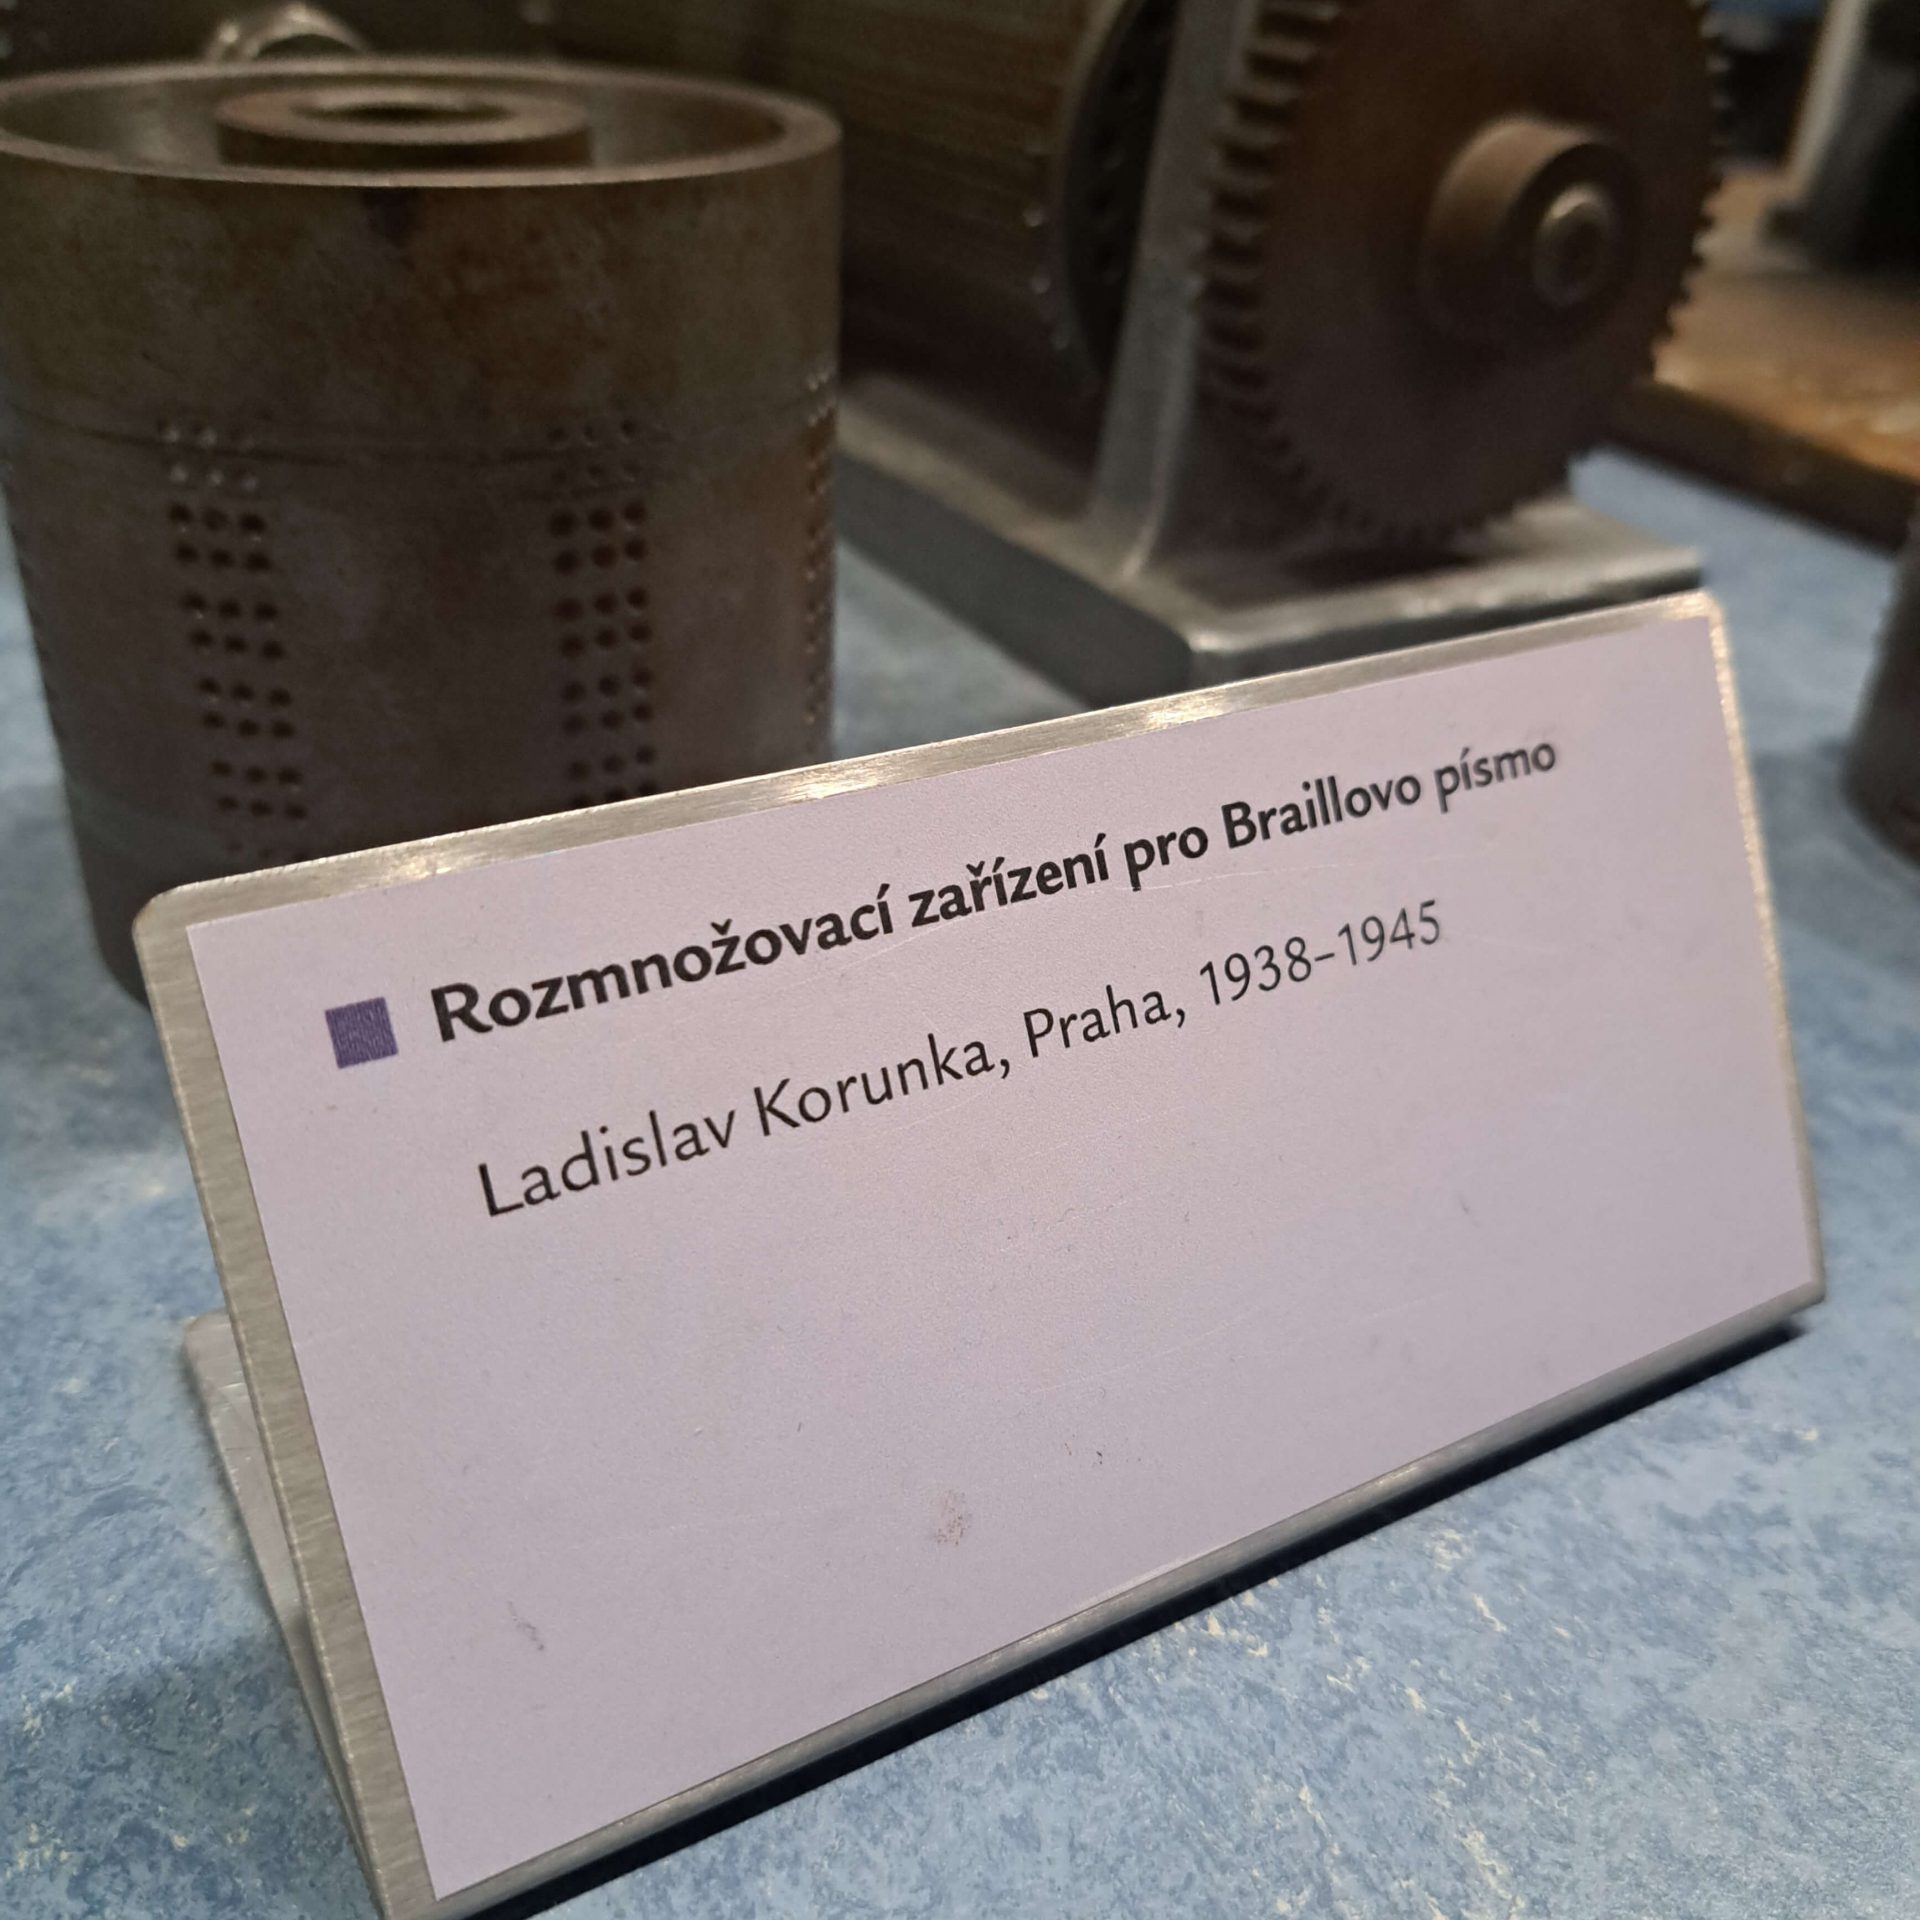 Rozmnožovací zařízení pro Braillovo písmo
Ladislav Korunka, Praha, 1938–1945